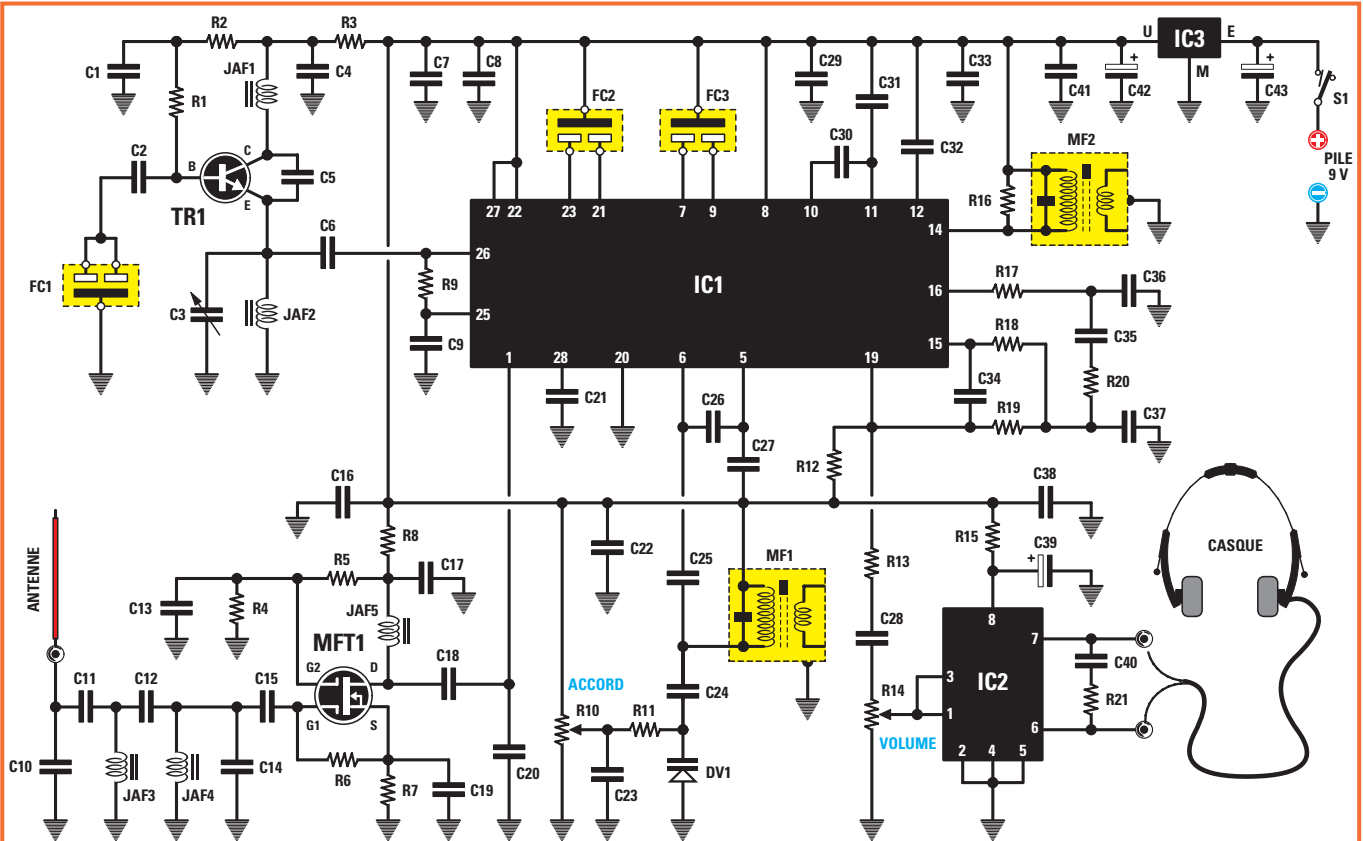 R2
R3
U
IC3
E
C1
JAF1
C4
C7
C8
FC2
FC3
C29
C31
C33
C41
+
C42
M
+
C43
S1
R1
C30
C32
MF2
PILE
9 V
C2
B
C
E
C5
TR1
27
22
23
21
7
9
8
10
11
12
14
R16
C6
26
FC1
R9
C3
JAF2
25
C9
IC1
16
R17
C36
15
R18
C35
1
28
20
6
5
19
C21
C26
C34
R19
R20
C37
C27
R12
C16
C38
R8
C22
R15
C39
+
CASQUE
ANTENNE
R5
C17
C25
MF1
R13
C13
R4
JAF5
MFT1
C28
8
7
G2
D
C18
ACCORD
C24
IC2
3
C40
C11
C12
C15
R10
R11
R14
1
R21
G1
S
VOLUME
6
2
4
5
C10
JAF3
JAF4
C14
R6
R7
C19
C20
C23
DV1